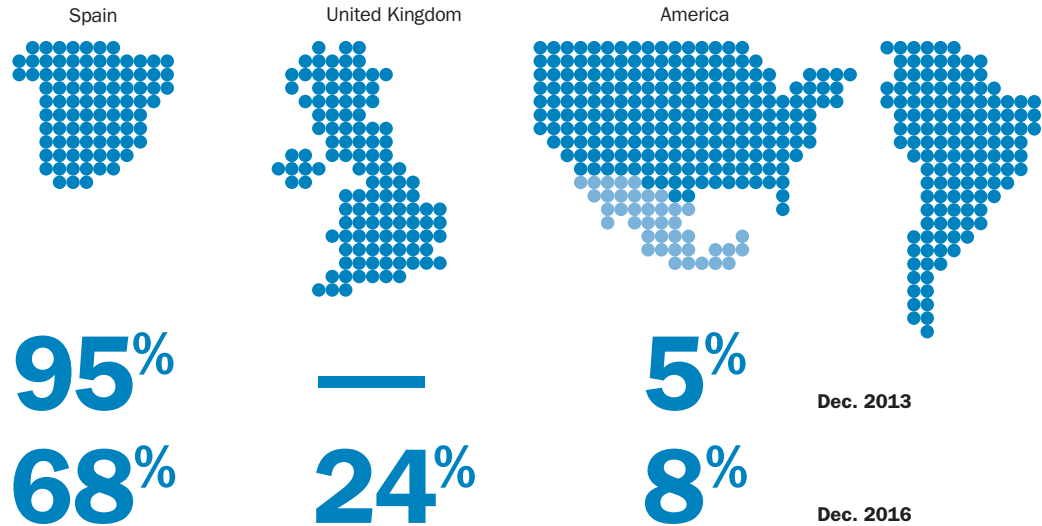 Spain United Kingdom America
95% — 5% Dec. 2013
68% 24% 8% Dec. 2016